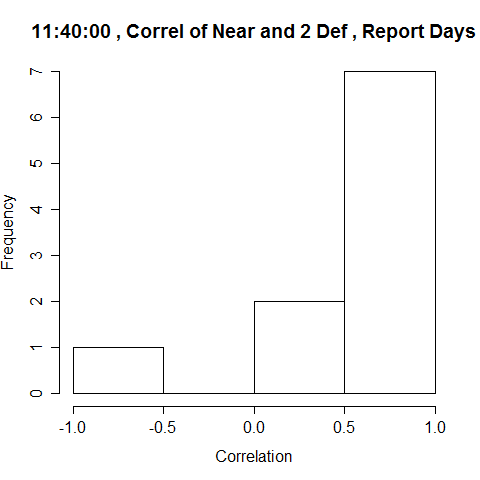 11:40:00 , Correl of Near and 2 Def , Report Days
Frequency
7
6
5
4
3
2
1
0
-1.0 -0.5 0.0 0.5 1.0
Correlation